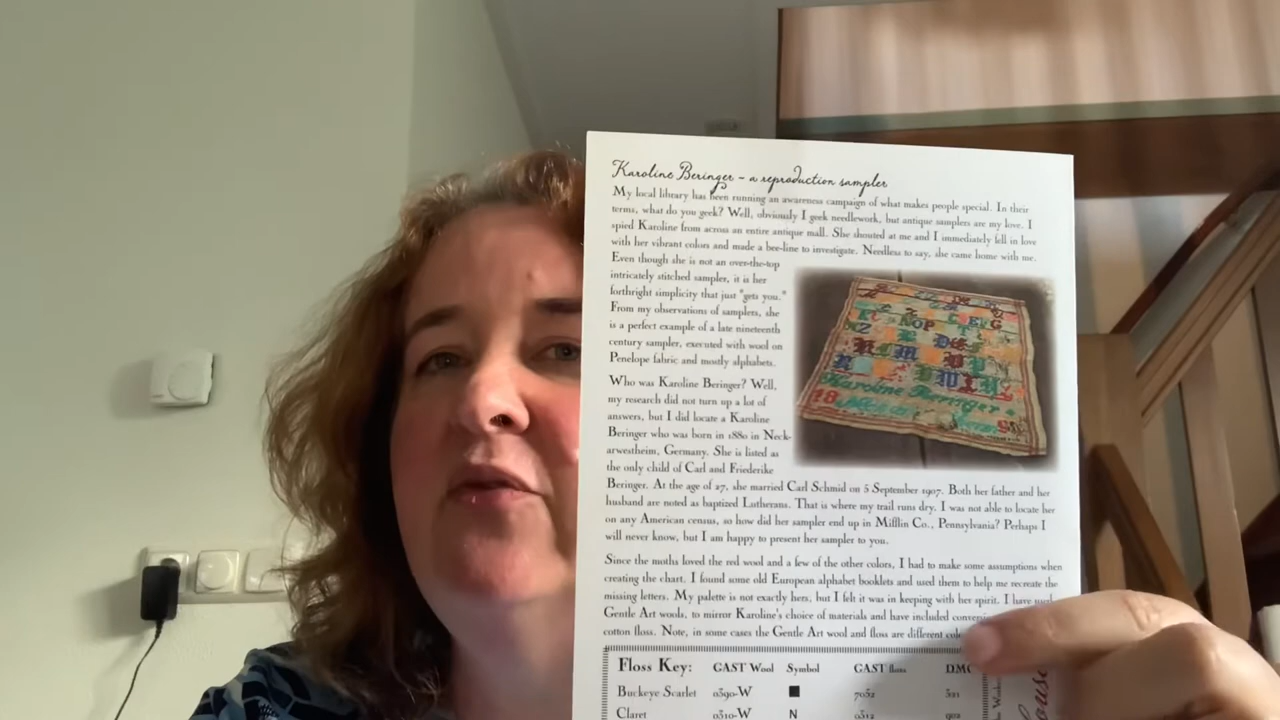 Karoline Beringer – a reproduction sampler
My local library has been running an awareness campaign of what makes people special. In their
terms, what do you geek? Well, obviously I geek needlework, but antique samplers are my love. I
spied Karoline from across an entire antique mall. She shouted at me and I immediately fell in love
with her vibrant colors and made a bee-line to investigate. Needless to say, she came home with me.
Even though she is not an over-the-top
intricately stitched sampler, it is her
forthright simplicity that just "gets you."
From my observations of samplers, she
is a perfect example of a late nineteenth
century sampler, executed with wool on
Penelope fabric and mostly alphabets.
Who was Karoline Beringer? Well,
my research did not turn up a lot of
answers, but I did locate a Karoline
Beringer who was born in 1880 in Neck-
arwestheim, Germany. She is listed as
the only child of Carl and Friederike
Beringer. At the age of 27, she married Carl Schmid on 5 September 1907. Both her father and her
husband are noted as baptized Lutherans. That is where my trail runs dry. I was not able to locate her
on any American census, so how did her sampler end up in Mifflin Co., Pennsylvania? Perhaps I
will never know, but I am happy to present her sampler to you.
Since the moths loved the red wool and a few of the other colors, I had to make some assumptions when
creating the chart. I found some old European alphabet booklets and used them to help me recreate the
missing letters. My palette is not exactly hers, but I felt it was in keeping with her spirit. I have
Gentle Art wools, to mirror Karoline's choice of materials and have included
cotton floss. Note, in some cases the Gentle Art wool and floss are different
Floss Key: GAST Wool Symbol GAST floss DMC
Buckeye Scarlet 0390-W ■ 7052
Claret 0310-W N 0312 902
Karoline Beringer
18